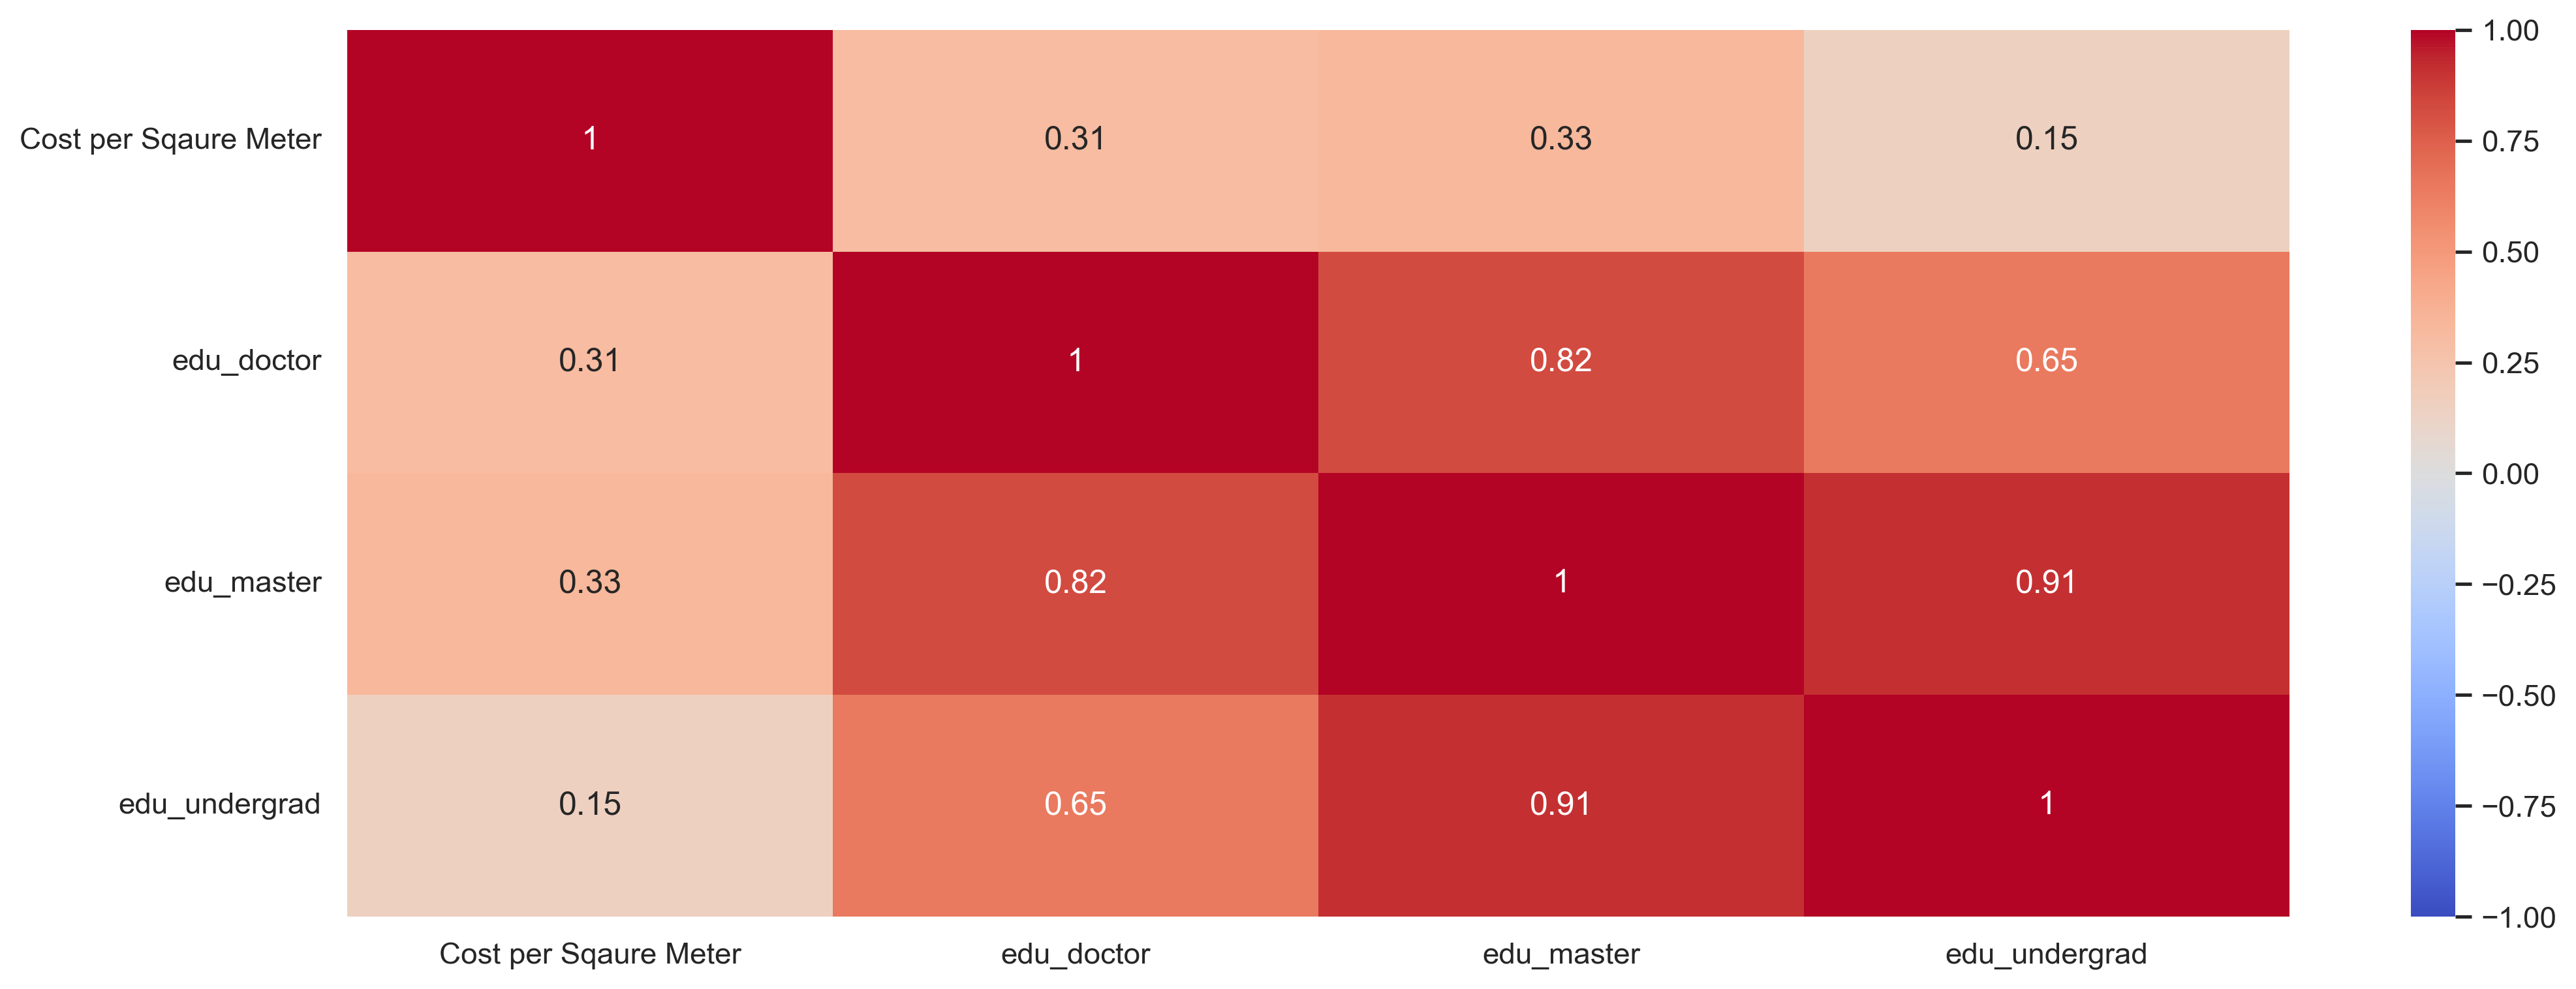 Cost per Sqaure Meter 1 0.31 0.33 0.15
edu_doctor 0.31 1 0.82 0.65
edu_master 0.33 0.82 1 0.91
edu_undergrad 0.15 0.65 0.91 1
Cost per Sqaure Meter edu_doctor edu_master edu_undergrad
1.00
0.75
0.50
0.25
0.00
−0.25
−0.50
−0.75
−1.00